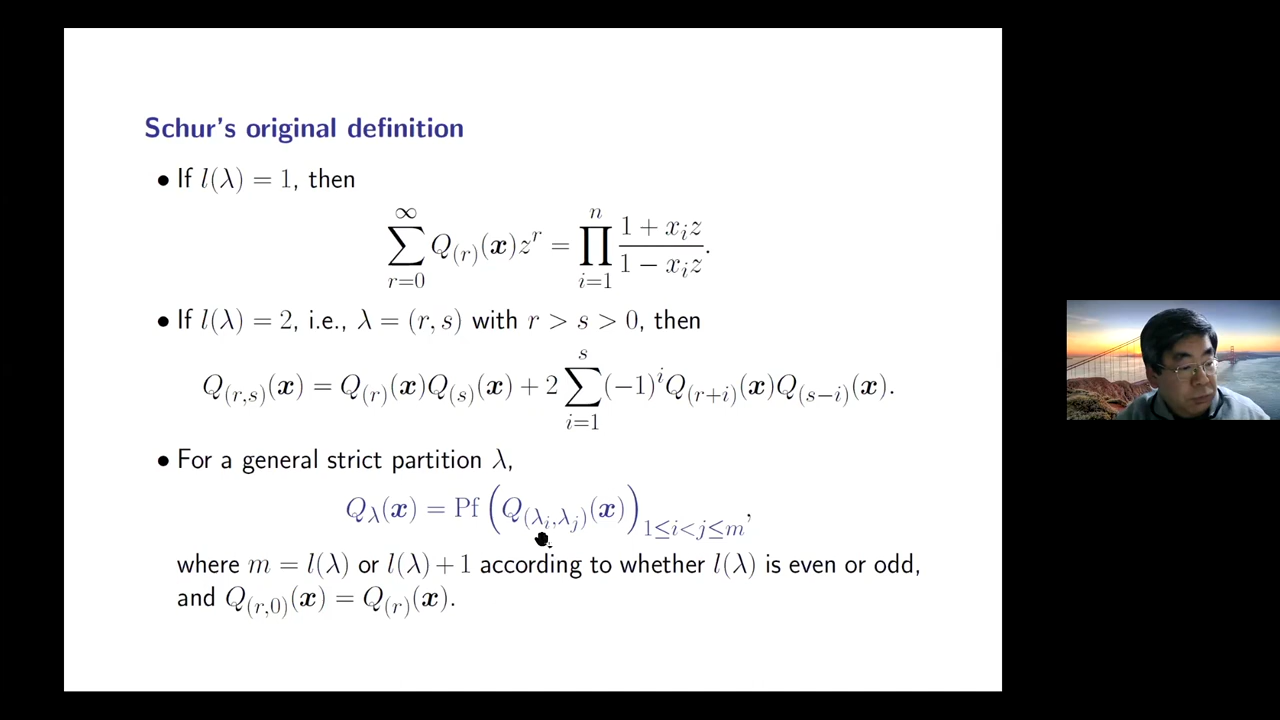 Schur's original definition
• If l(λ) = 1, then
∑_{r=0}^{∞} Q_{(r)}(𝒙)z^r = ∏_{i=1}^{n} \frac{1 + x_i z}{1 − x_i z}.
• If l(λ) = 2, i.e., λ = (r, s) with r > s > 0, then
Q_{(r,s)}(𝒙) = Q_{(r)}(𝒙)Q_{(s)}(𝒙) + 2 ∑_{i=1}^{s} (−1)^i Q_{(r+i)}(𝒙)Q_{(s−i)}(𝒙).
• For a general strict partition λ,
Q_λ(𝒙) = Pf (Q_{(λ_i,λ_j)}(𝒙))_{1≤i<j≤m},
where m = l(λ) or l(λ) + 1 according to whether l(λ) is even or odd,
and Q_{(r,0)}(𝒙) = Q_{(r)}(𝒙).